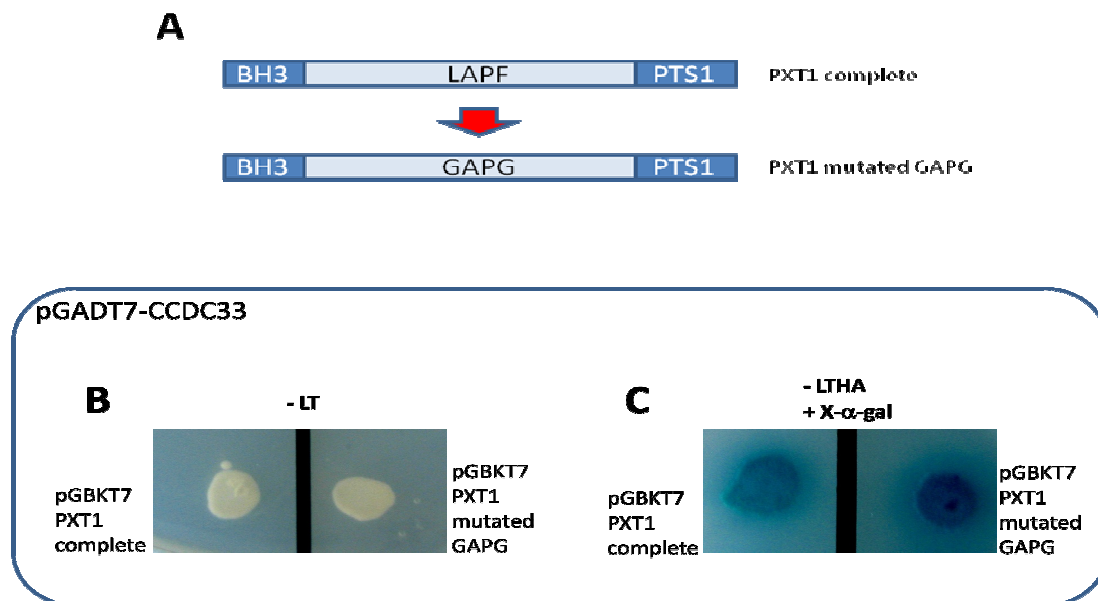 A
BH3 LAPF PTS1 PXT1 complete
BH3 GAPG PTS1 PXT1 mutated GAPG
pGADT7-CCDC33
B
- LT
pGBKT7
PXT1
complete
pGBKT7
PXT1
mutated
GAPG
C
- LTHA
+ X-α-gal
pGBKT7
PXT1
complete
pGBKT7
PXT1
mutated
GAPG